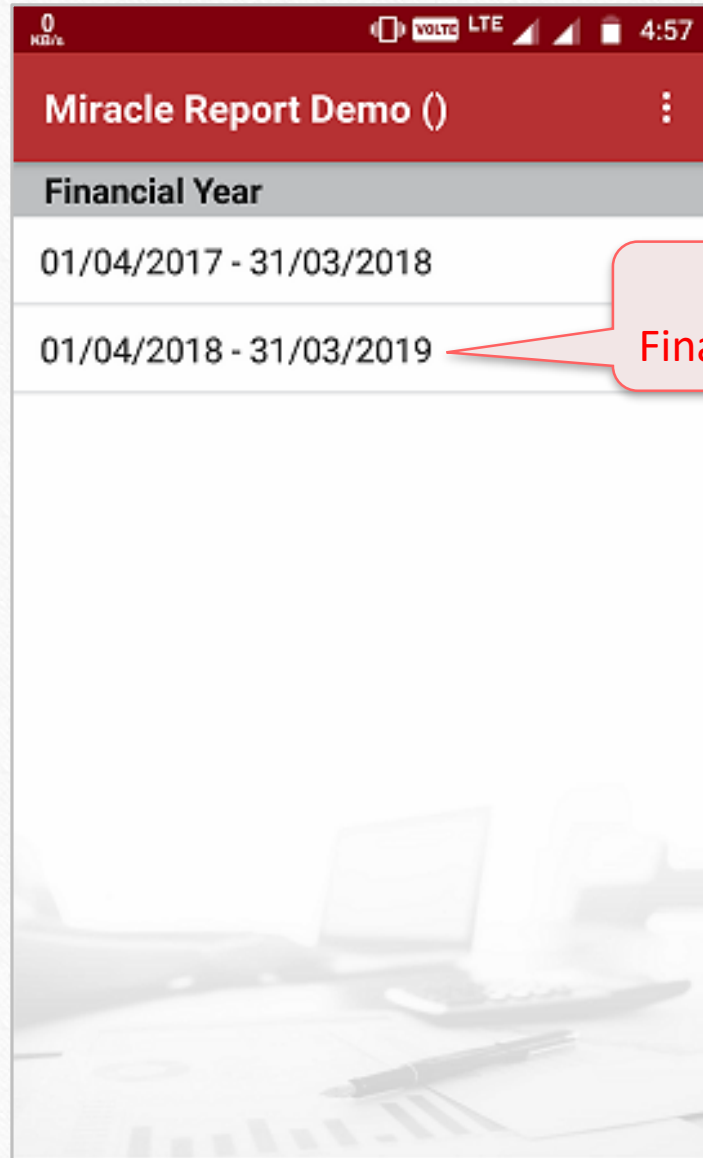 0
KB/s
VOLTE LTE 4:57
Miracle Report Demo ()
Financial Year
01/04/2017 - 31/03/2018
01/04/2018 - 31/03/2019